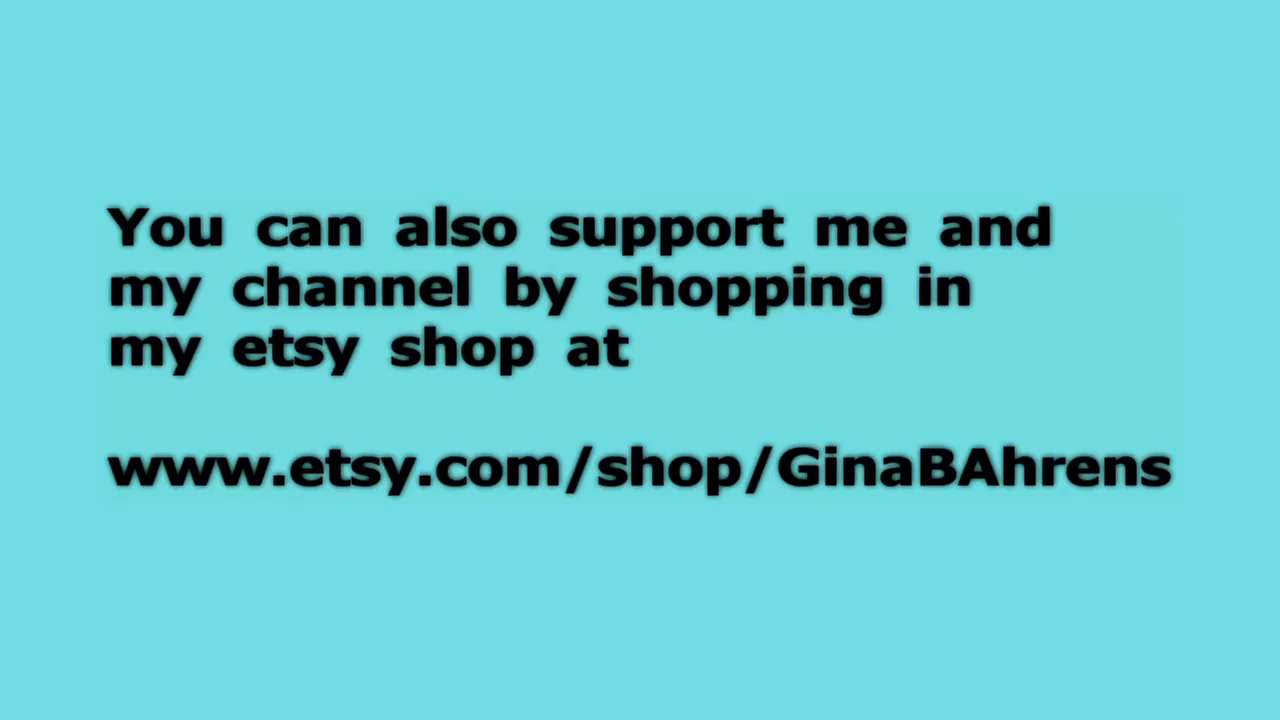 You can also support me and
my channel by shopping in
my etsy shop at
www.etsy.com/shop/GinaBAhrens